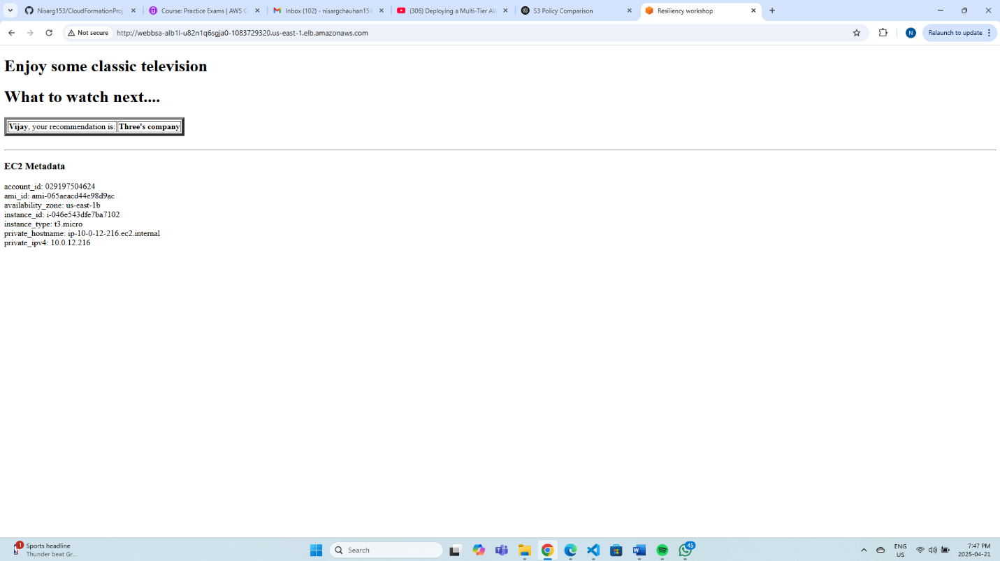 Nisarg153/CloudFormationProj
Course: Practice Exams | AWS C
Inbox (102) - nisargchauhan15
(306) Deploying a Multi-Tier AW
S3 Policy Comparison
Resiliency workshop
Not secure
http://webbsa-alb1l-u82n1q6sgja0-1083729320.us-east-1.elb.amazonaws.com
N
Relaunch to update
Enjoy some classic television
What to watch next....
Vijay, your recommendation is: Three's company
EC2 Metadata
account_id: 029197504624
ami_id: ami-065aeacd44e98d9ac
availability_zone: us-east-1b
instance_id: i-046e543dfe7ba7102
instance_type: t3.micro
private_hostname: ip-10-0-12-216.ec2.internal
private_ipv4: 10.0.12.216
1
Sports headline
Thunder beat Gr...
Search
45
ENG
US
7:47 PM
2025-04-21